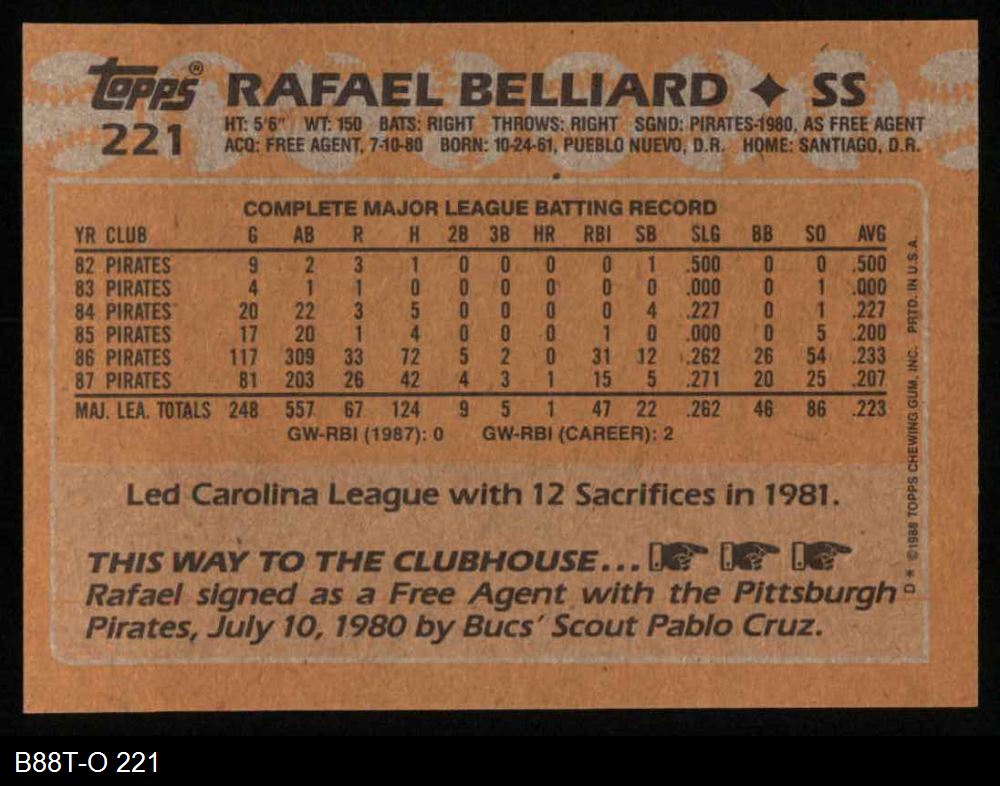 topps® RAFAEL BELLIARD ♦ SS
221
HT: 5'6" WT: 150 BATS: RIGHT THROWS: RIGHT SGND: PIRATES-1980, AS FREE AGENT
ACQ: FREE AGENT, 7-10-80 BORN: 10-24-61, PUEBLO NUEVO, D.R. HOME: SANTIAGO, D.R.
COMPLETE MAJOR LEAGUE BATTING RECORD
YR CLUB G AB R H 2B 3B HR RBI SB SLG BB SO AVG
82 PIRATES 9 2 3 1 0 0 0 0 1 .500 0 0 .500
83 PIRATES 4 1 1 0 0 0 0 0 0 .000 0 1 .000
84 PIRATES 20 22 3 5 0 0 0 0 4 .227 0 1 .227
85 PIRATES 17 20 1 4 0 0 0 1 0 .000 0 5 .200
86 PIRATES 117 309 33 72 5 2 0 31 12 .262 26 54 .233
87 PIRATES 81 203 26 42 4 3 1 15 5 .271 20 25 .207
MAJ. LEA. TOTALS 248 557 67 124 9 5 1 47 22 .262 46 86 .223
GW-RBI (1987): 0 GW-RBI (CAREER): 2
Led Carolina League with 12 Sacrifices in 1981.
THIS WAY TO THE CLUBHOUSE...
Rafael signed as a Free Agent with the Pittsburgh
Pirates, July 10, 1980 by Bucs' Scout Pablo Cruz.
D* ©1988 TOPPS CHEWING GUM, INC. PRTD. IN U.S.A.
B88T-O 221